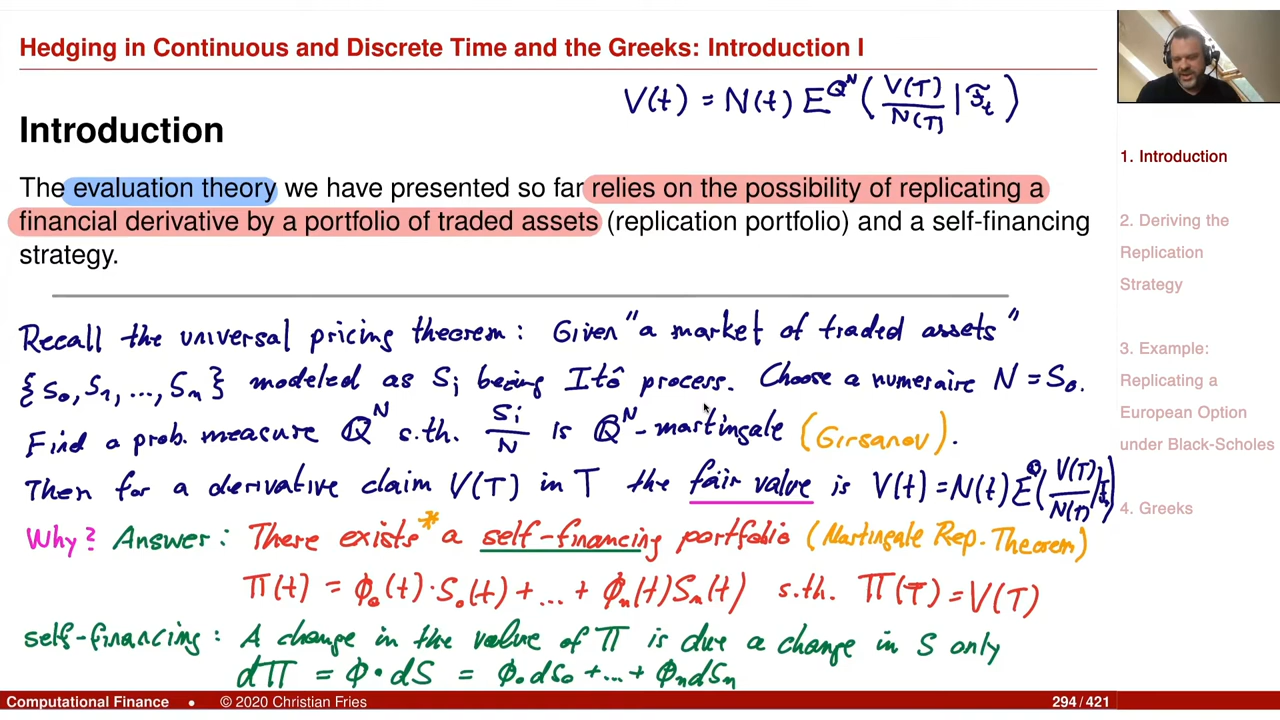 Hedging in Continuous and Discrete Time and the Greeks: Introduction I
V(t) = N(t) E^{Q^N} ( V(T) / N(T) | F_t )
Introduction
The evaluation theory we have presented so far relies on the possibility of replicating a
financial derivative by a portfolio of traded assets (replication portfolio) and a self-financing
strategy.
Recall the universal pricing theorem: Given "a market of traded assets"
{S_0, S_1, ..., S_n} modeled as S_i being Itô process. Choose a numeraire N = S_0.
Find a prob. measure Q^N s.th. S_i / N is Q^N-martingale (Girsanov).
Then for a derivative claim V(T) in T the fair value is V(t) = N(t) E^Q ( V(T) / N(T) | F_t )
Why? Answer: There exists* a self-financing portfolio (Martingale Rep. Theorem)
Π(t) = ϕ_0(t)·S_0(t) + ... + ϕ_n(t) S_n(t) s.th. Π(T) = V(T)
self-financing: A change in the value of Π is due a change in S only
dΠ = ϕ • dS = ϕ_0 dS_0 + ... + ϕ_n dS_n
1. Introduction
2. Deriving the
Replication
Strategy
3. Example:
Replicating a
European Option
under Black-Scholes
4. Greeks
Computational Finance • © 2020 Christian Fries 294/421